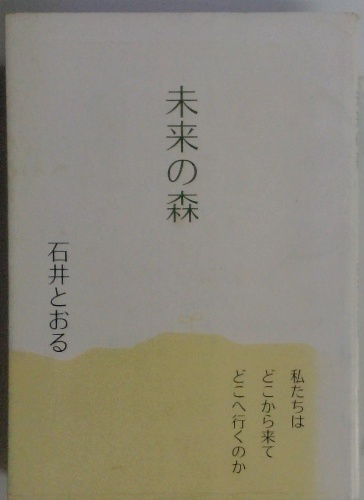 未来の森
石井とおる
私たちは
どこから来て
どこへ行くのか